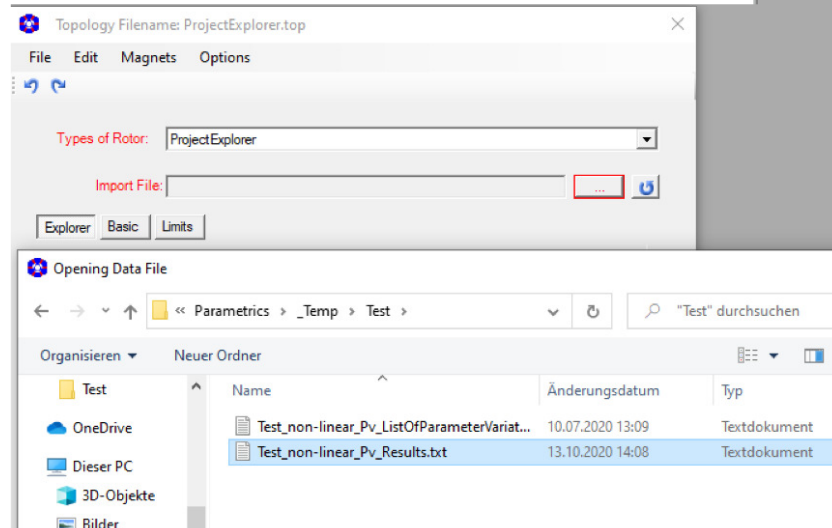 Topology Filename: ProjectExplorer.top
File Edit Magnets Options
Types of Rotor: ProjectExplorer
Import File: ...
Explorer Basic Limits
Opening Data File
« Parametrics > _Temp > Test > "Test" durchsuchen
Organisieren Neuer Ordner
Test
OneDrive
Dieser PC
3D-Objekte
Bilder
Name Änderungsdatum Typ
Test_non-linear_Pv_ListOfParameterVariat... 10.07.2020 13:09 Textdokument
Test_non-linear_Pv_Results.txt 13.10.2020 14:08 Textdokument